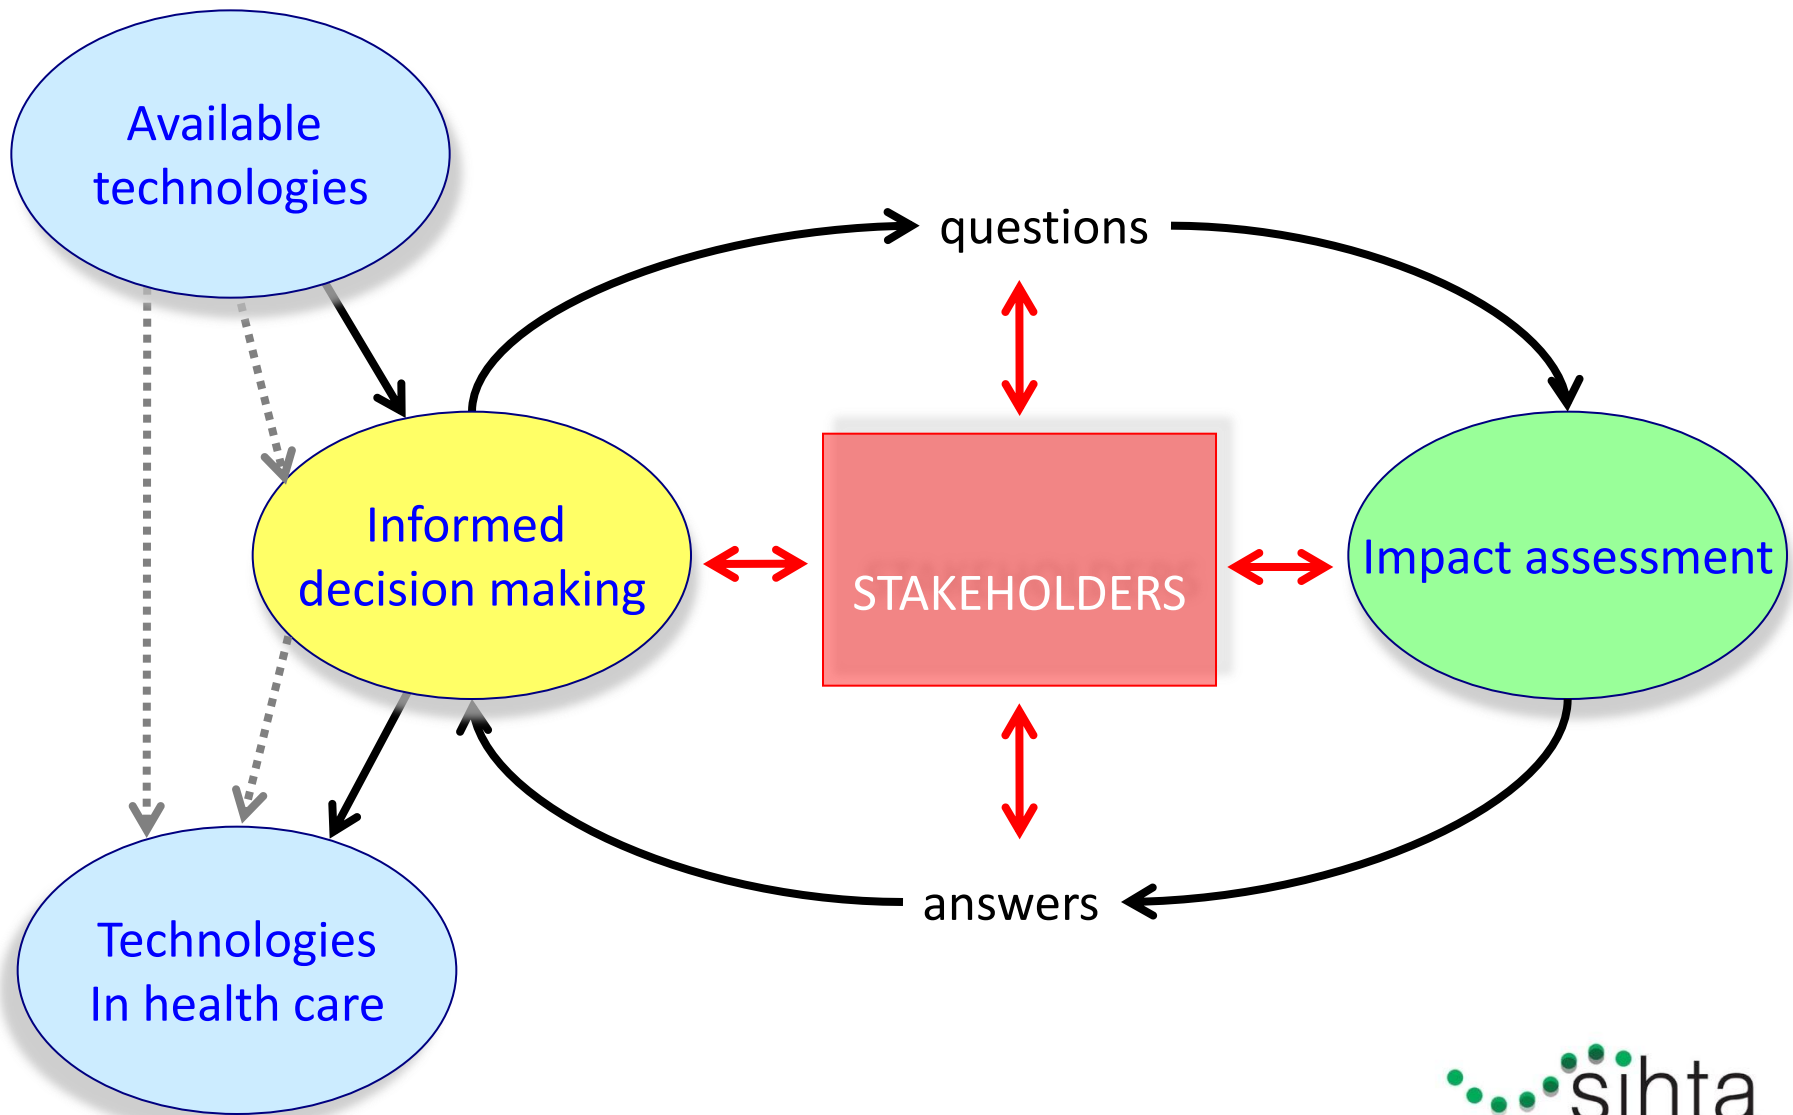 Available
technologies
questions
Informed
decision making
STAKEHOLDERS
Impact assessment
answers
Technologies
In health care
sihta